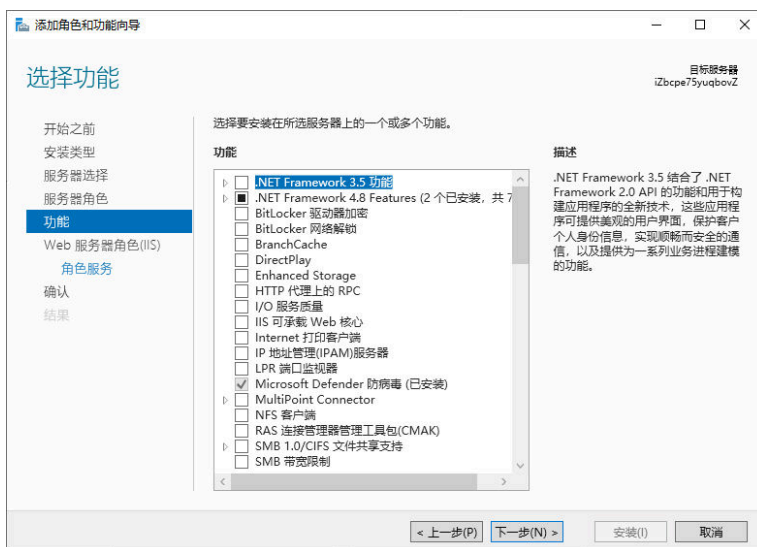 添加角色和功能向导
选择功能
目标服务器
iZbcpe75yuqbovZ
开始之前
安装类型
服务器选择
服务器角色
功能
Web 服务器角色(IIS)
角色服务
确认
结果
选择要安装在所选服务器上的一个或多个功能。
功能
.NET Framework 3.5 功能
.NET Framework 4.8 Features (2 个已安装，共 7
BitLocker 驱动器加密
BitLocker 网络解锁
BranchCache
DirectPlay
Enhanced Storage
HTTP 代理上的 RPC
I/O 服务质量
IIS 可承载 Web 核心
Internet 打印客户端
IP 地址管理(IPAM)服务器
LPR 端口监视器
Microsoft Defender 防病毒 (已安装)
MultiPoint Connector
NFS 客户端
RAS 连接管理器管理工具包(CMAK)
SMB 1.0/CIFS 文件共享支持
SMB 带宽限制
描述
.NET Framework 3.5 结合了 .NET
Framework 2.0 API 的功能和用于构
建应用程序的全新技术，这些应用程
序可提供美观的用户界面，保护客户
个人身份信息，实现顺畅而安全的通
信，以及提供为一系列业务进程建模
的功能。
< 上一步(P)
下一步(N) >
安装(I)
取消